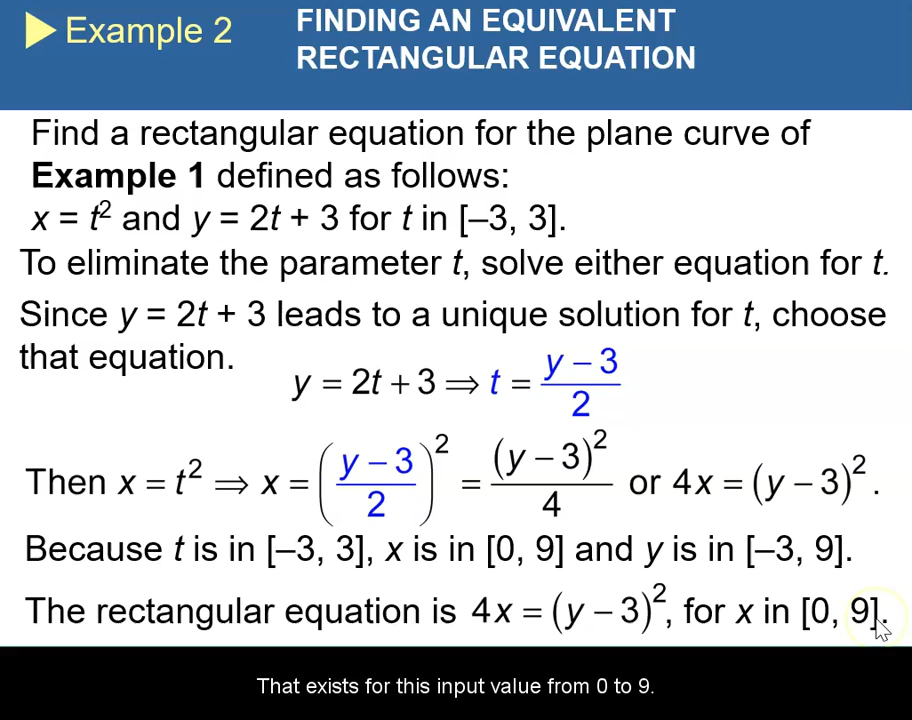 Example 2
FINDING AN EQUIVALENT
RECTANGULAR EQUATION
Find a rectangular equation for the plane curve of
Example 1 defined as follows:
x = t² and y = 2t + 3 for t in [–3, 3].
To eliminate the parameter t, solve either equation for t.
Since y = 2t + 3 leads to a unique solution for t, choose
that equation.
y = 2t + 3 ⇒ t = (y − 3)/2
Then x = t² ⇒ x = ((y − 3)/2)² = (y − 3)²/4 or 4x = (y − 3)².
Because t is in [–3, 3], x is in [0, 9] and y is in [–3, 9].
The rectangular equation is 4x = (y − 3)², for x in [0, 9].
That exists for this input value from 0 to 9.